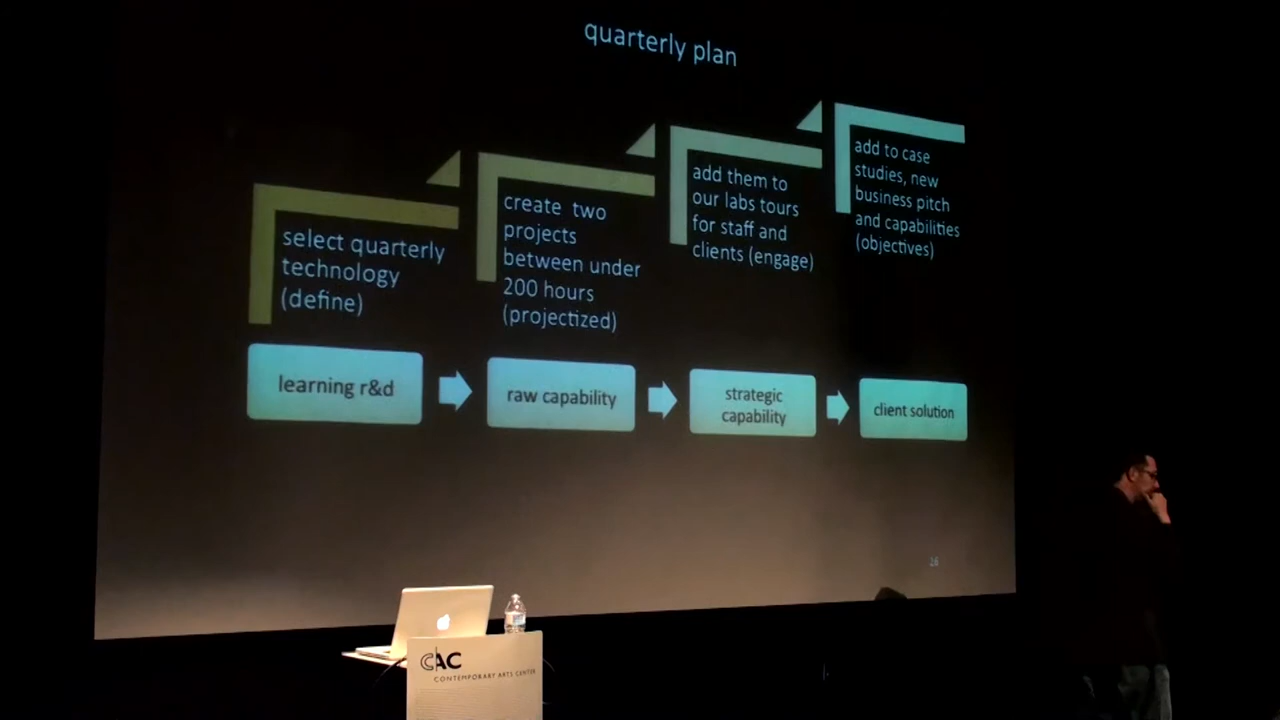 quarterly plan
select quarterly
technology
(define)
create two
projects
between under
200 hours
(projectized)
add them to
our labs tours
for staff and
clients (engage)
add to case
studies, new
business pitch
and capabilities
(objectives)
learning r&d
raw capability
strategic
capability
client solution
16
CAC
CONTEMPORARY ARTS CENTER